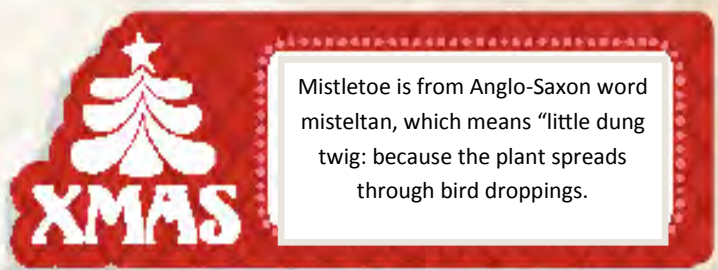 XMAS
Mistletoe is from Anglo-Saxon word
misteltan, which means “little dung
twig: because the plant spreads
through bird droppings.